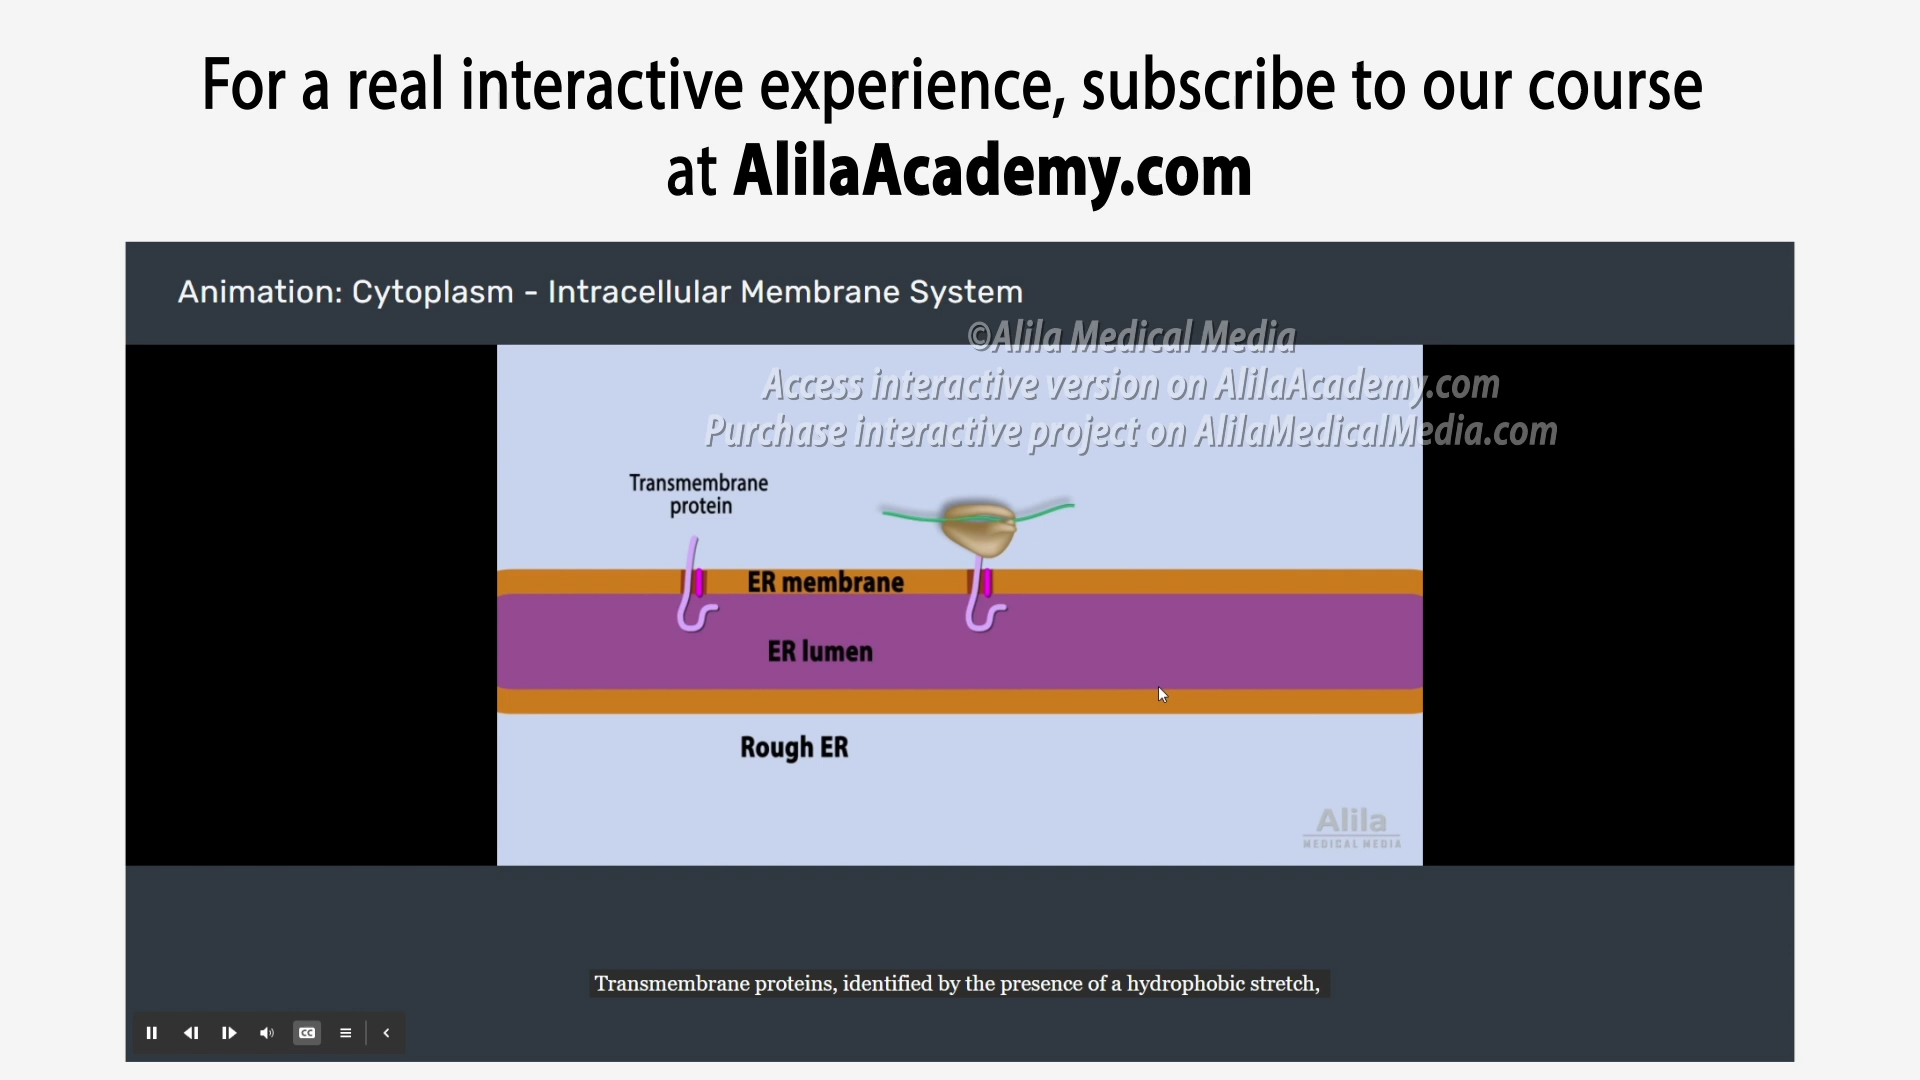 For a real interactive experience, subscribe to our course
at AlilaAcademy.com
Animation: Cytoplasm - Intracellular Membrane System
©Alila Medical Media
Access interactive version on AlilaAcademy.com
Purchase interactive project on AlilaMedicalMedia.com
Transmembrane
protein
ER membrane
ER lumen
Rough ER
Alila
MEDICAL MEDIA
Transmembrane proteins, identified by the presence of a hydrophobic stretch,
CC